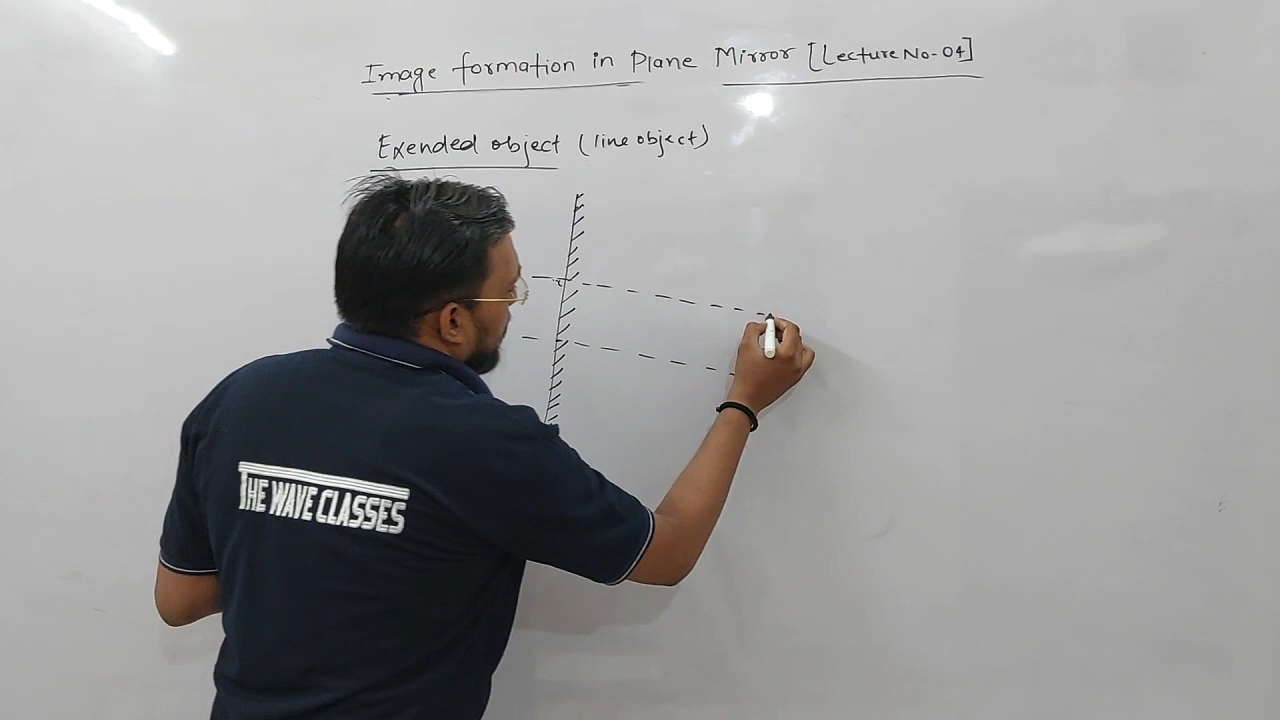 Image formation in Plane Mirror [Lecture No-04]
Exended object (line object)
THE WAVE CLASSES